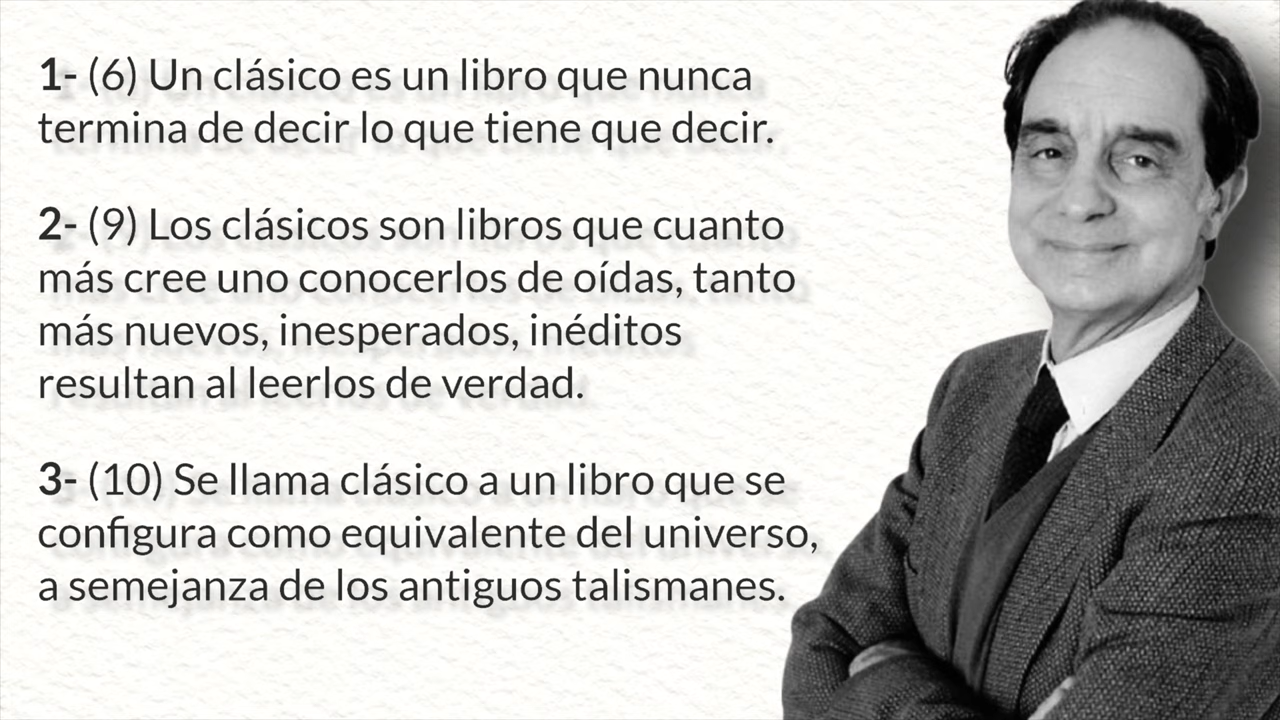 1- (6) Un clásico es un libro que nunca
termina de decir lo que tiene que decir.
2- (9) Los clásicos son libros que cuanto
más cree uno conocerlos de oídas, tanto
más nuevos, inesperados, inéditos
resultan al leerlos de verdad.
3- (10) Se llama clásico a un libro que se
configura como equivalente del universo,
a semejanza de los antiguos talismanes.